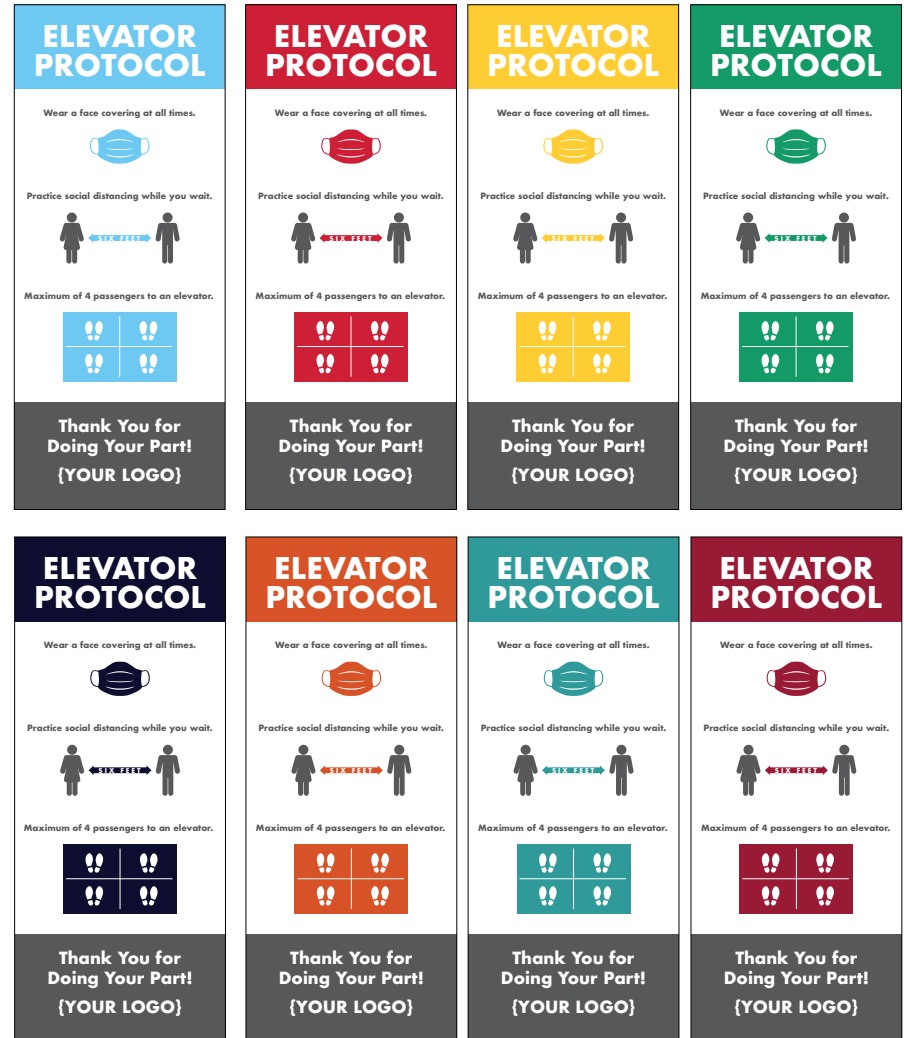 ELEVATOR
PROTOCOL
Wear a face covering at all times.
Practice social distancing while you wait.
SIX FEET
Maximum of 4 passengers to an elevator.
Thank You for
Doing Your Part!
{YOUR LOGO}
ELEVATOR
PROTOCOL
Wear a face covering at all times.
Practice social distancing while you wait.
SIX FEET
Maximum of 4 passengers to an elevator.
Thank You for
Doing Your Part!
{YOUR LOGO}
ELEVATOR
PROTOCOL
Wear a face covering at all times.
Practice social distancing while you wait.
SIX FEET
Maximum of 4 passengers to an elevator.
Thank You for
Doing Your Part!
{YOUR LOGO}
ELEVATOR
PROTOCOL
Wear a face covering at all times.
Practice social distancing while you wait.
SIX FEET
Maximum of 4 passengers to an elevator.
Thank You for
Doing Your Part!
{YOUR LOGO}
ELEVATOR
PROTOCOL
Wear a face covering at all times.
Practice social distancing while you wait.
SIX FEET
Maximum of 4 passengers to an elevator.
Thank You for
Doing Your Part!
{YOUR LOGO}
ELEVATOR
PROTOCOL
Wear a face covering at all times.
Practice social distancing while you wait.
SIX FEET
Maximum of 4 passengers to an elevator.
Thank You for
Doing Your Part!
{YOUR LOGO}
ELEVATOR
PROTOCOL
Wear a face covering at all times.
Practice social distancing while you wait.
SIX FEET
Maximum of 4 passengers to an elevator.
Thank You for
Doing Your Part!
{YOUR LOGO}
ELEVATOR
PROTOCOL
Wear a face covering at all times.
Practice social distancing while you wait.
SIX FEET
Maximum of 4 passengers to an elevator.
Thank You for
Doing Your Part!
{YOUR LOGO}